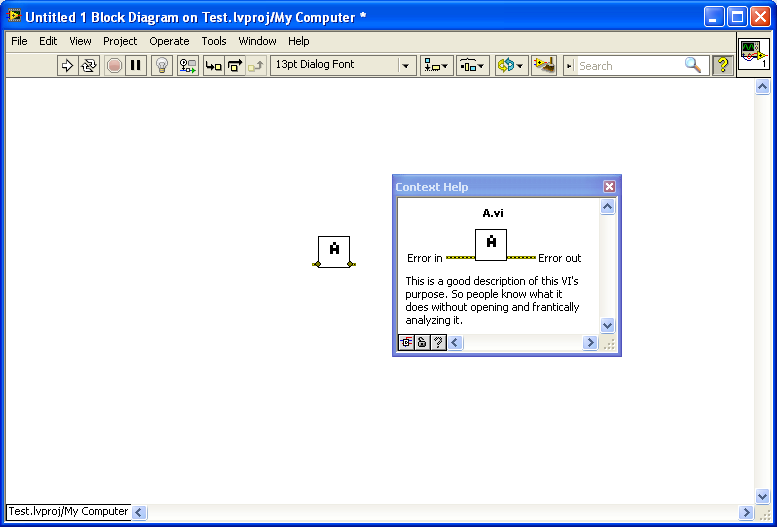 Untitled 1 Block Diagram on Test.lvproj/My Computer *
File Edit View Project Operate Tools Window Help
13pt Dialog Font
Search
?
1
Context Help
A.vi
A
A
Error in
Error out
This is a good description of this VI's
purpose. So people know what it
does without opening and frantically
analyzing it.
?
Test.lvproj/My Computer